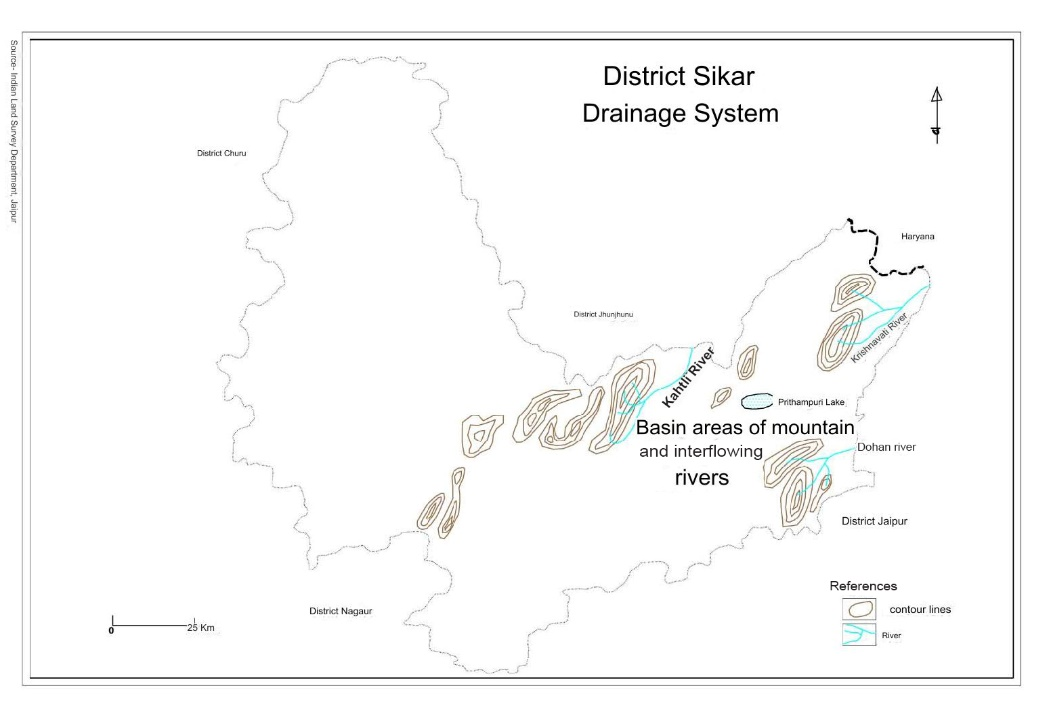 District Sikar
Drainage System
Source- Indian Land Survey Department, Jaipur
District Churu
Haryana
District Jhunjhunu
Krishnavati River
Kahtli River
Prithampuri Lake
Basin areas of mountain
and interflowing
rivers
Dohan river
District Jaipur
References
contour lines
River
District Nagaur
0
25 Km